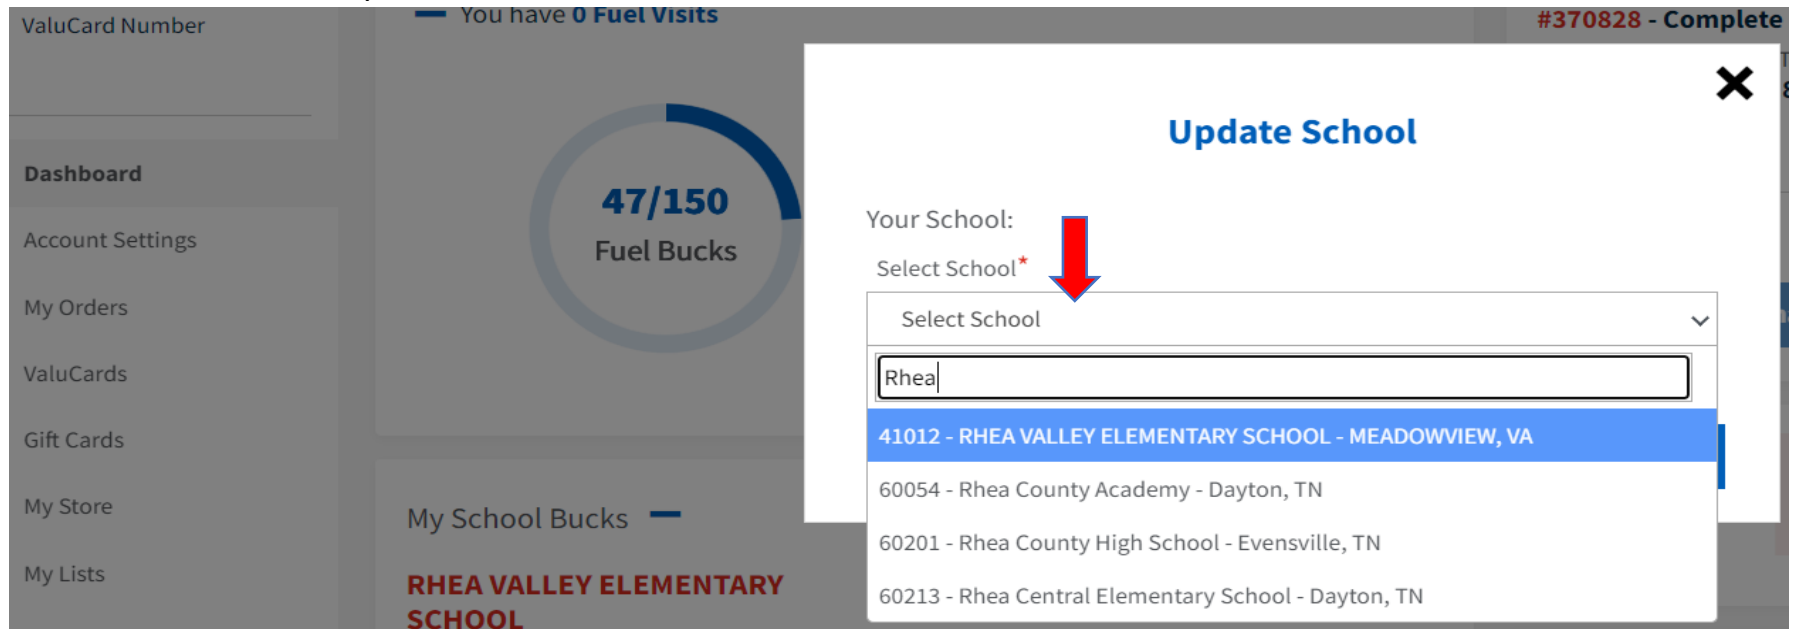 ValuCard Number
You have 0 Fuel Visits
#370828 - Complete
Update School
Dashboard
47/150
Fuel Bucks
Your School:
Account Settings
Select School*
My Orders
Select School
ValuCards
Rhea
Gift Cards
41012 - RHEA VALLEY ELEMENTARY SCHOOL - MEADOWVIEW, VA
60054 - Rhea County Academy - Dayton, TN
My Store
My School Bucks
60201 - Rhea County High School - Evensville, TN
My Lists
RHEA VALLEY ELEMENTARY
60213 - Rhea Central Elementary School - Dayton, TN
SCHOOL